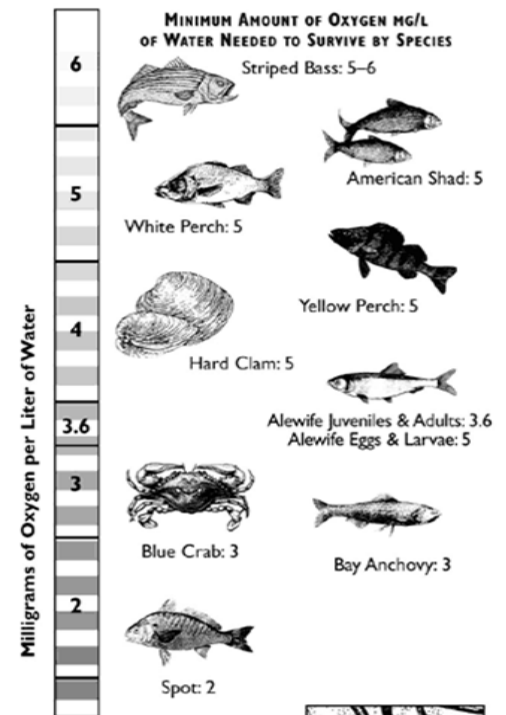 MINIMUM AMOUNT OF OXYGEN MG/L
OF WATER NEEDED TO SURVIVE BY SPECIES
Striped Bass: 5–6
American Shad: 5
White Perch: 5
Yellow Perch: 5
Hard Clam: 5
Alewife Juveniles & Adults: 3.6
Alewife Eggs & Larvae: 5
Blue Crab: 3
Bay Anchovy: 3
Spot: 2
Milligrams of Oxygen per Liter of Water
6
5
4
3.6
3
2